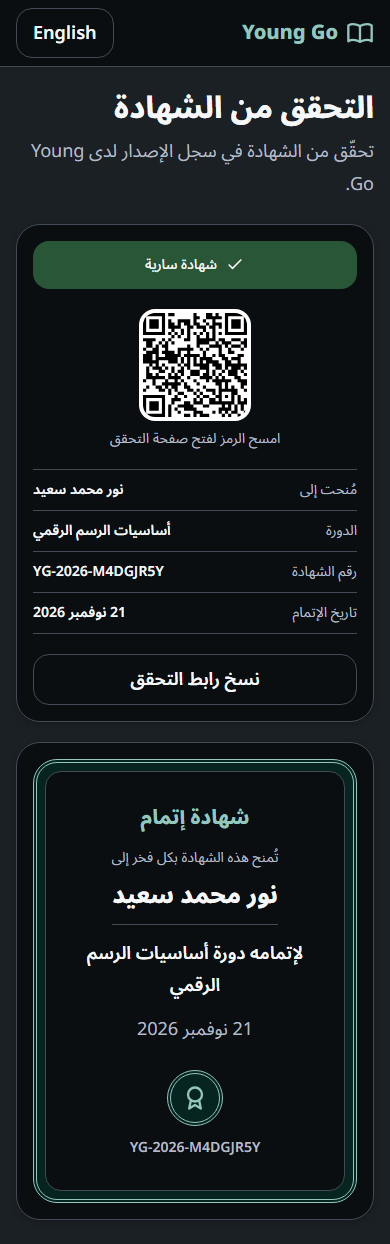 Young Go
English
التحقق من الشهادة
تحقّق من الشهادة في سجل الإصدار لدى Young
Go.
شهادة سارية
امسح الرمز لفتح صفحة التحقق
مُنحت إلى
نور محمد سعيد
الدورة
أساسيات الرسم الرقمي
رقم الشهادة
YG-2026-M4DGJR5Y
تاريخ الإتمام
21 نوفمبر 2026
نسخ رابط التحقق
شهادة إتمام
تُمنح هذه الشهادة بكل فخر إلى
نور محمد سعيد
لإتمامه دورة أساسيات الرسم
الرقمي
21 نوفمبر 2026
YG-2026-M4DGJR5Y